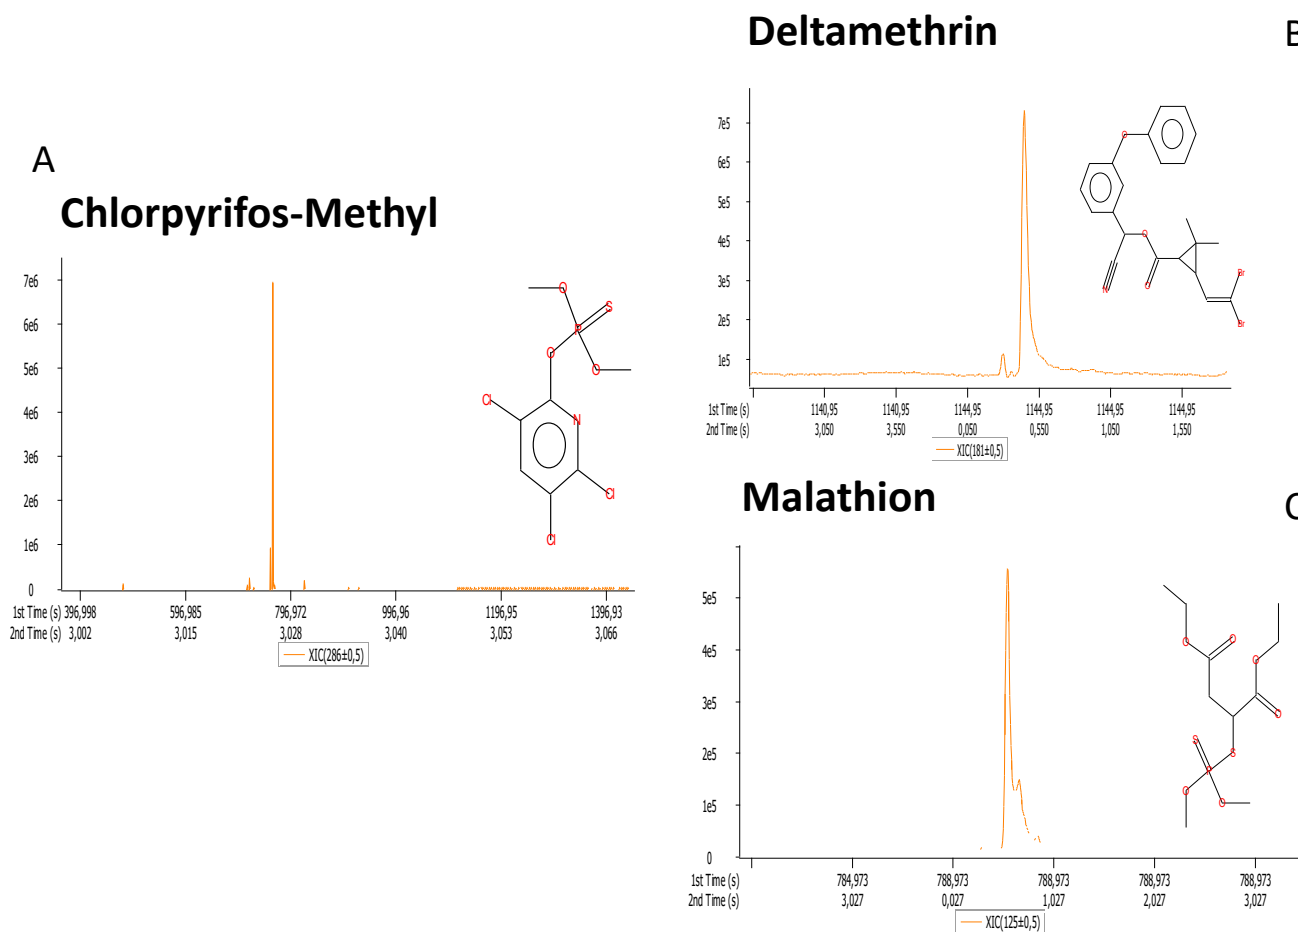 A
Chlorpyrifos-Methyl
7e6
6e6
5e6
4e6
3e6
2e6
1e6
0
1st Time (s) 396,998 596,985 796,972 996,96 1196,95 1396,93
2nd Time (s) 3,002 3,015 3,028 3,040 3,053 3,066
XIC(286±0,5)
O
S
P
O
O
Cl
N
Cl
Cl
Deltamethrin
B
7e5
6e5
5e5
4e5
3e5
2e5
1e5
1st Time (s) 1140,95 1140,95 1144,95 1144,95 1144,95 1144,95
2nd Time (s) 3,050 3,550 0,050 0,550 1,050 1,550
XIC(181±0,5)
O
O
N
O
Br
Br
Malathion
C
5e5
4e5
3e5
2e5
1e5
0
1st Time (s) 784,973 788,973 788,973 788,973 788,973
2nd Time (s) 3,027 0,027 1,027 2,027 3,027
XIC(125±0,5)
O
O
O
O
S
S
P
O
O